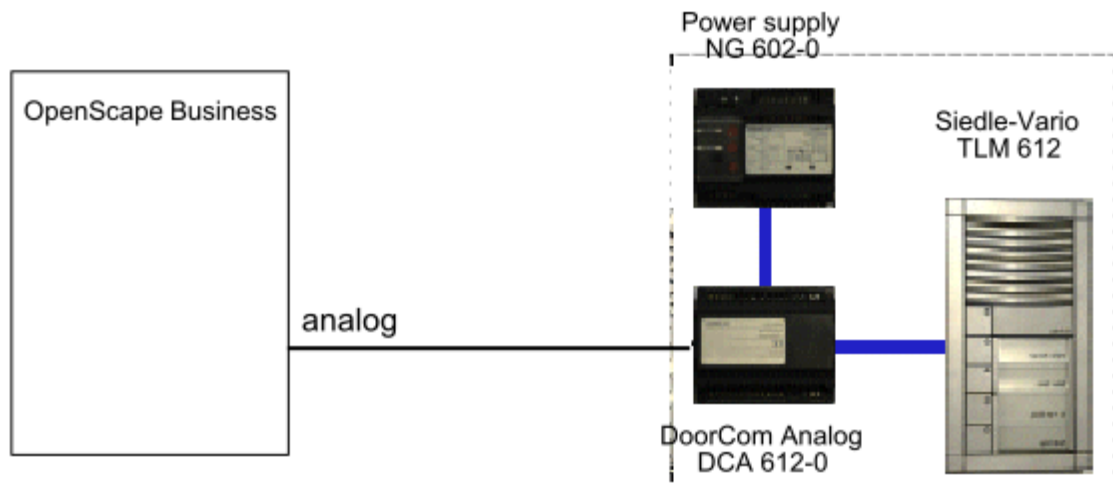 Power supply
NG 602-0
OpenScape Business
Siedle-Vario
TLM 612
analog
DoorCom Analog
DCA 612-0